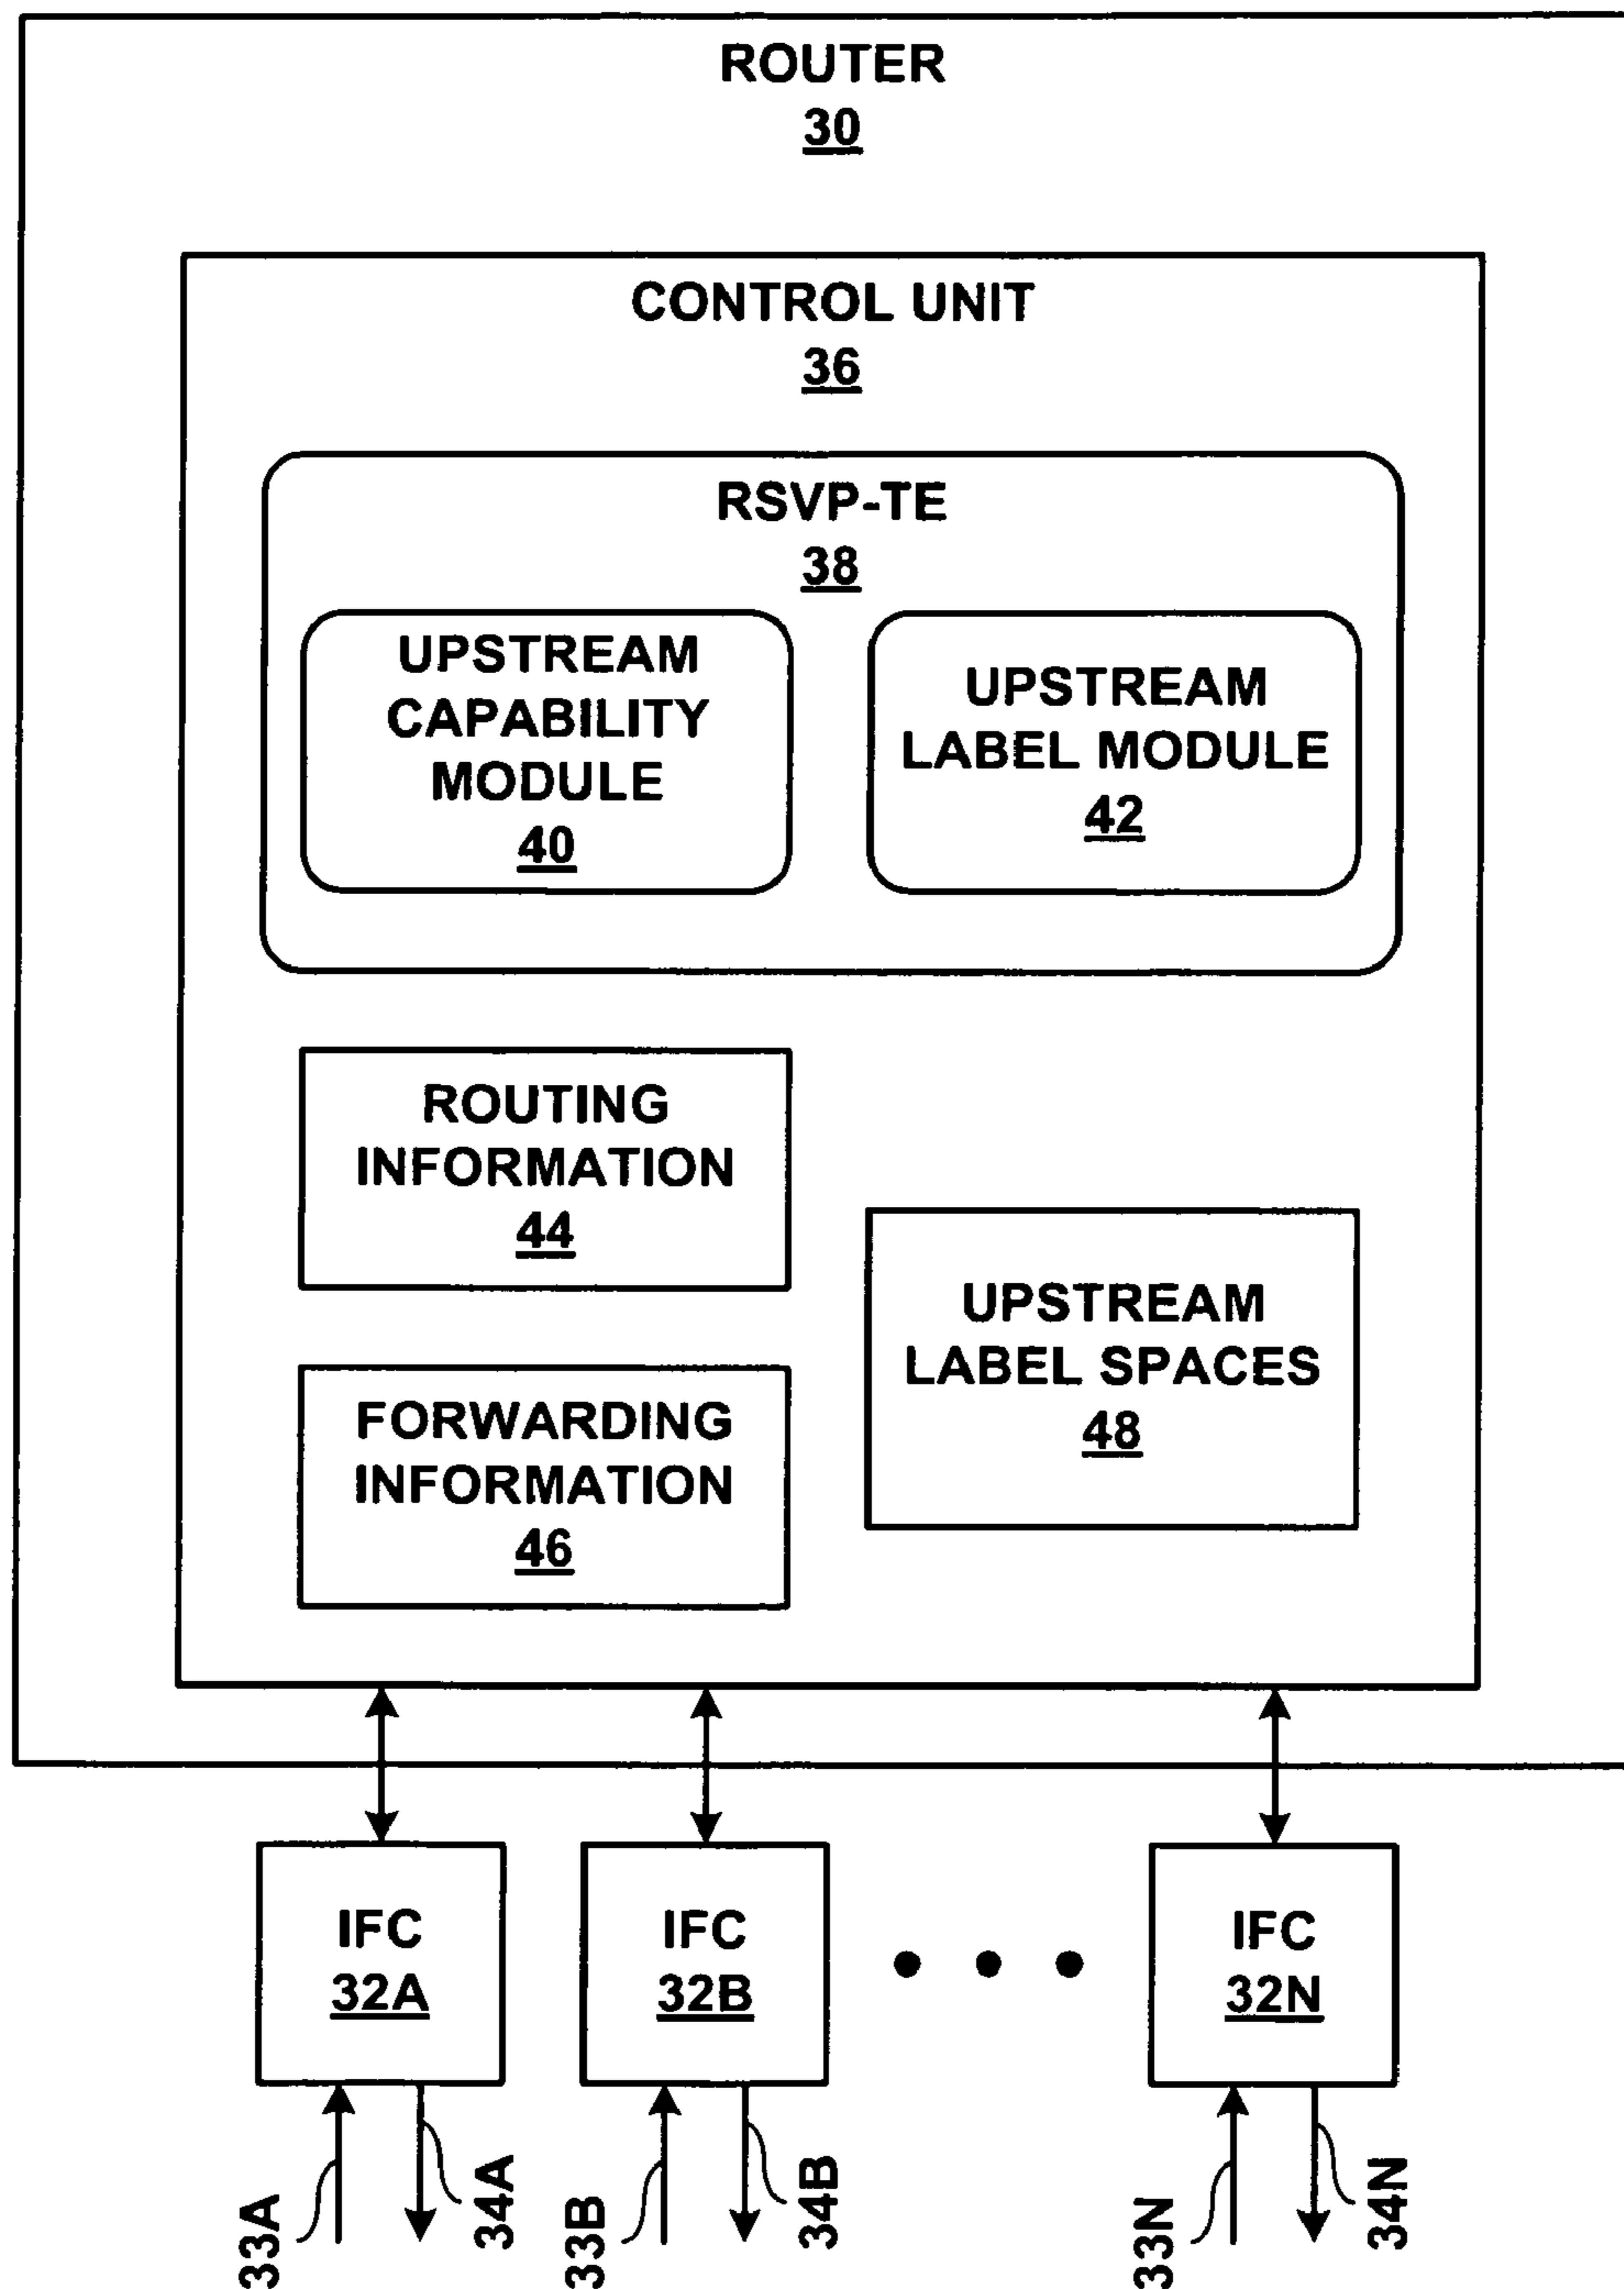 ROUTER
30
CONTROL UNIT
36
RSVP-TE
38
UPSTREAM
CAPABILITY
MODULE
40
UPSTREAM
LABEL MODULE
42
ROUTING
INFORMATION
44
FORWARDING
INFORMATION
46
UPSTREAM
LABEL SPACES
48
IFC
32A
IFC
32B
IFC
32N
33A
34A
33B
34B
33N
34N